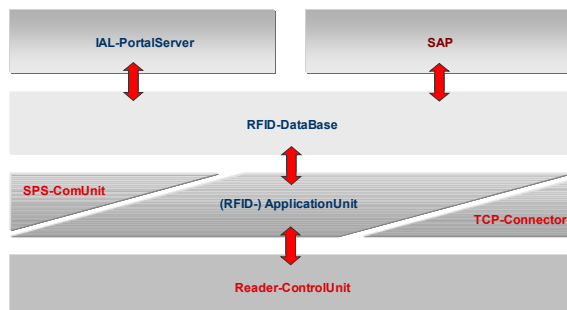 IAL-PortalServer
SAP
RFID-DataBase
SPS-ComUnit
(RFID-) ApplicationUnit
TCP-Connector
Reader-ControlUnit